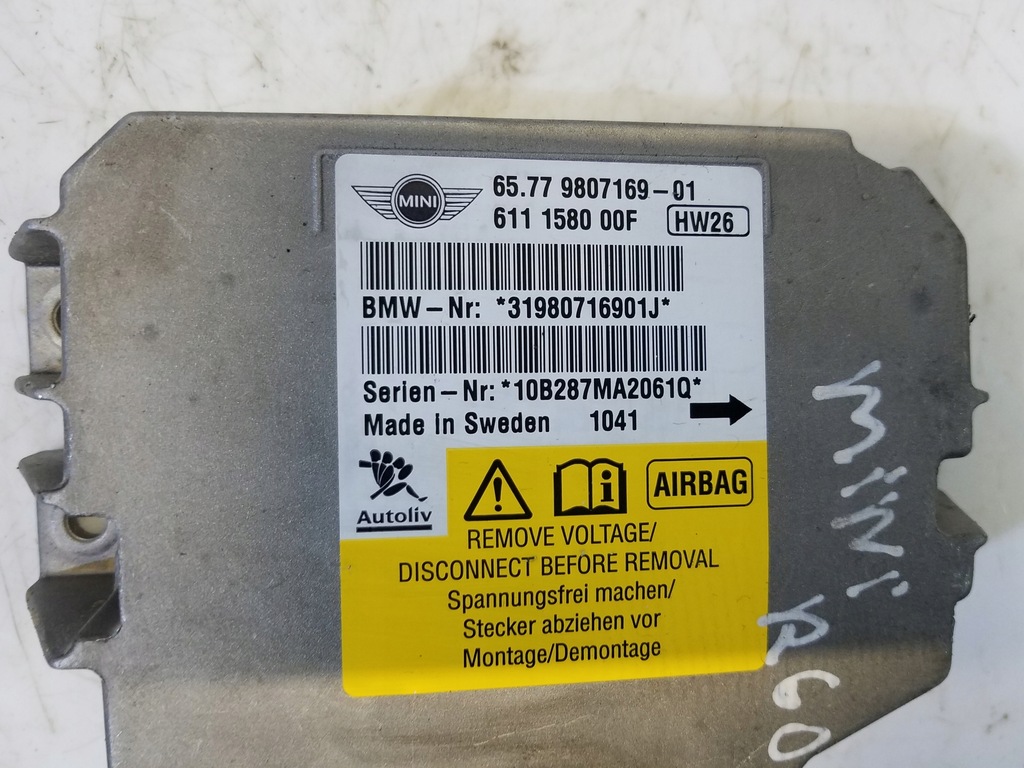 MINI
65.77 9807169-01
611 1580 00F HW26
BMW-Nr: *31980716901J*
Serien-Nr: *10B287MA2061Q*
Made in Sweden 1041
Autoliv
AIRBAG
REMOVE VOLTAGE/
DISCONNECT BEFORE REMOVAL
Spannungsfrei machen/
Stecker abziehen vor
Montage/Demontage
MiNi
R60